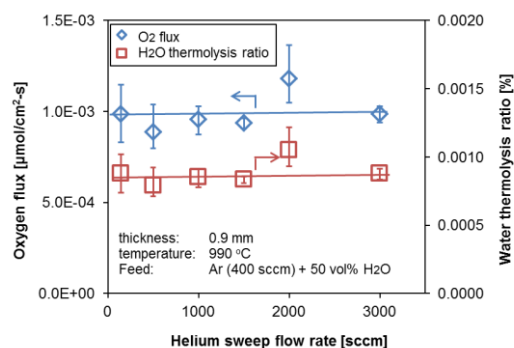 1.5E-03
1.0E-03
5.0E-04
0.0E+00
Oxygen flux [µmol/cm²-s]
O2 flux
H2O thermolysis ratio
thickness: 0.9 mm
temperature: 990 °C
Feed: Ar (400 sccm) + 50 vol% H2O
0 1000 2000 3000
Helium sweep flow rate [sccm]
0.0020
0.0015
0.0010
0.0005
0.0000
Water thermolysis ratio [%]